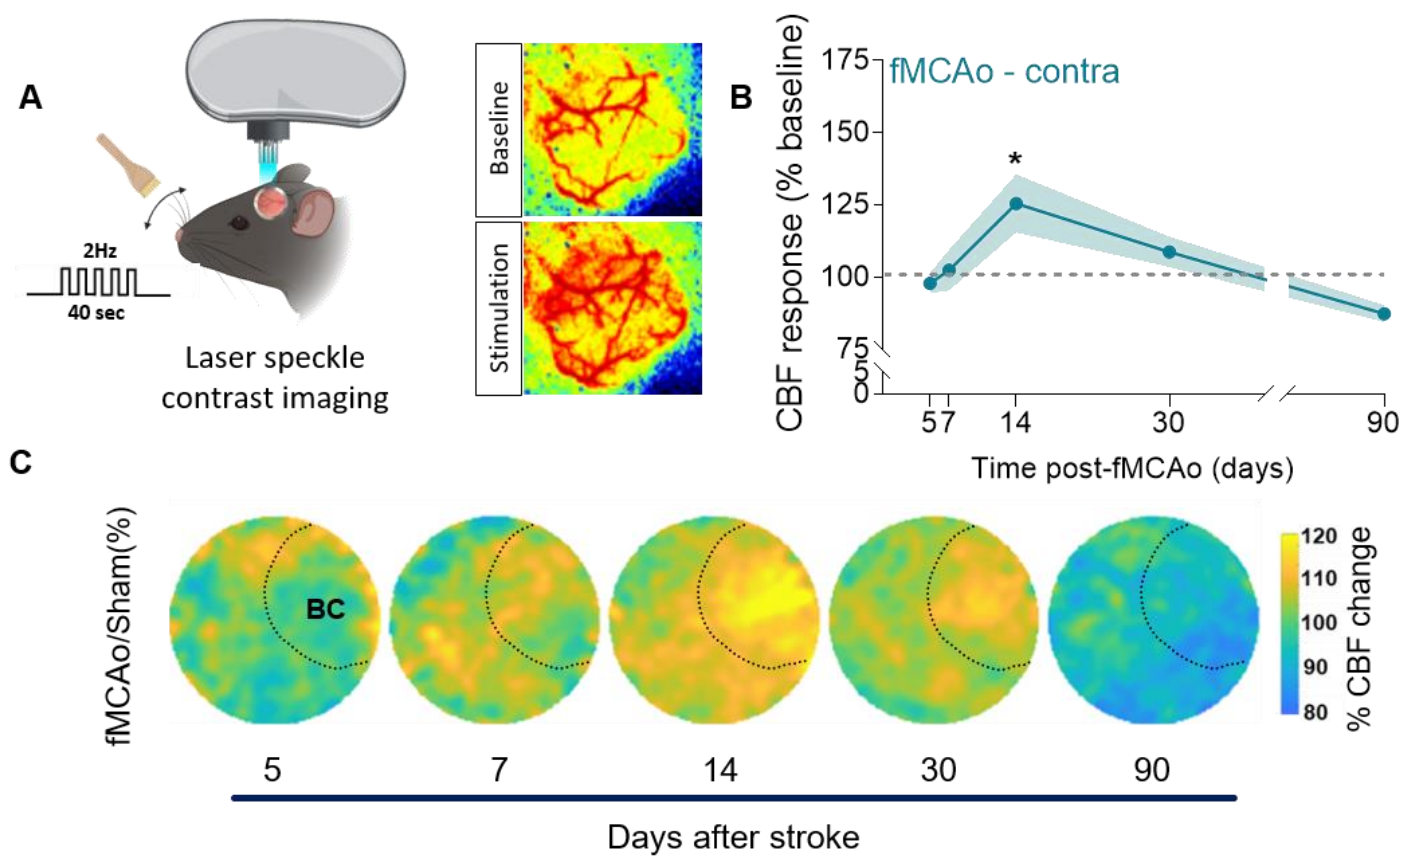 A
Baseline
Stimulation
2Hz
40 sec
Laser speckle
contrast imaging
B
fMCAo - contra
CBF response (% baseline)
175
150
125
100
75
5
0
*
5 7 14 30 90
Time post-fMCAo (days)
C
fMCAo/Sham(%)
BC
120
110
100
90
80
% CBF change
5 7 14 30 90
Days after stroke